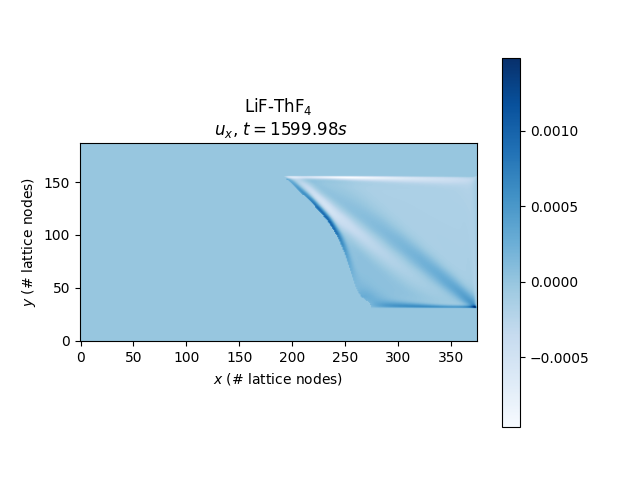 LiF-ThF₄
uₓ, t = 1599.98s
y (# lattice nodes)
150
100
50
0
0 50 100 150 200 250 300 350
x (# lattice nodes)
0.0010
0.0005
0.0000
−0.0005